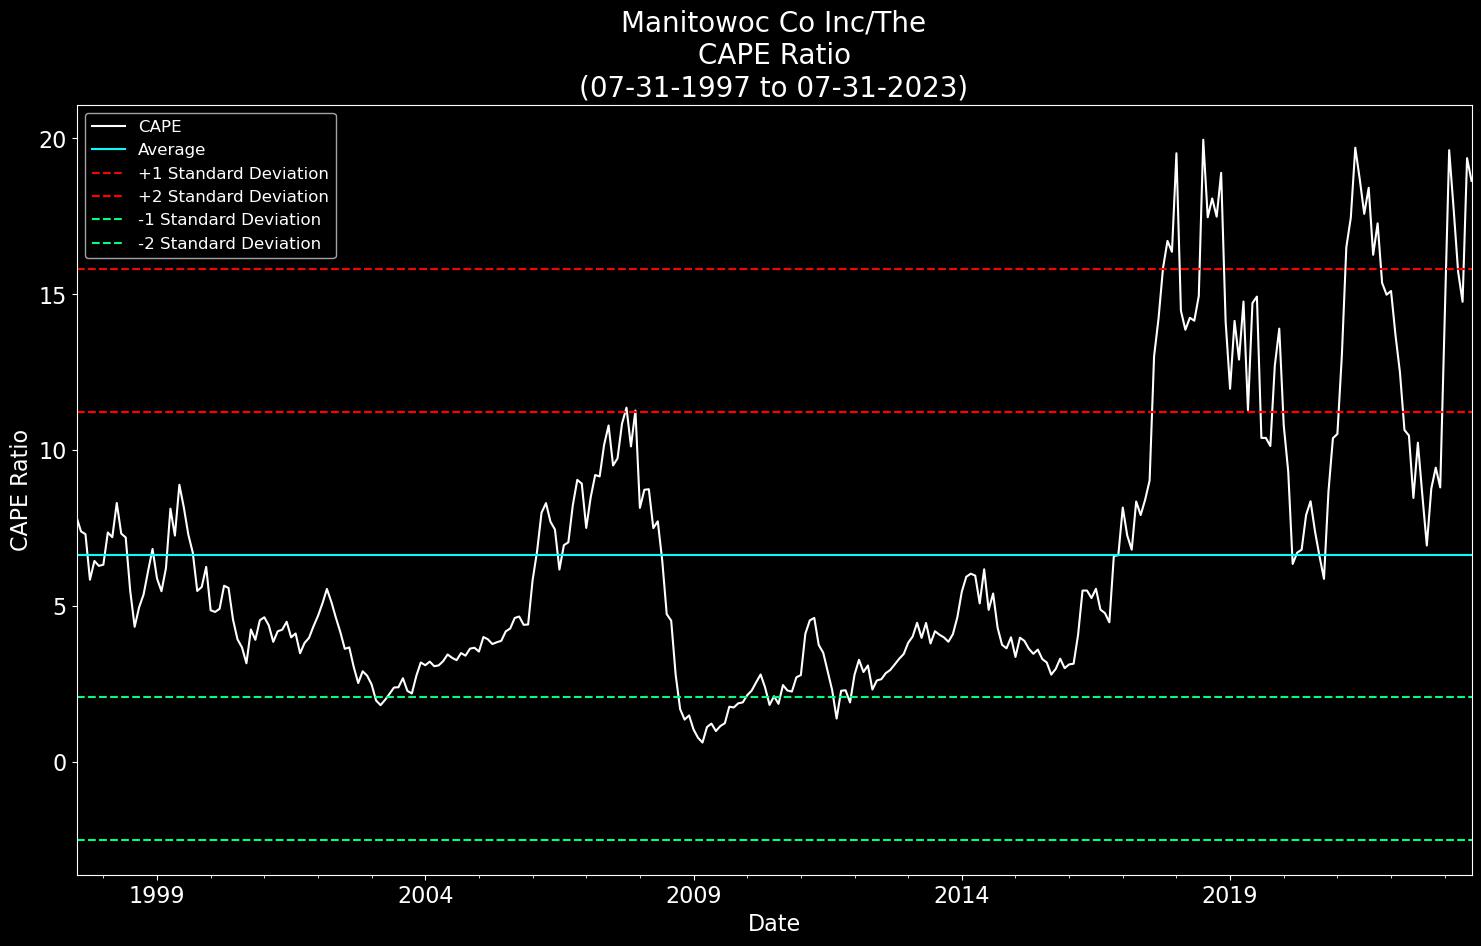 Manitowoc Co Inc/The
CAPE Ratio
(07-31-1997 to 07-31-2023)
CAPE
Average
+1 Standard Deviation
+2 Standard Deviation
-1 Standard Deviation
-2 Standard Deviation
20
15
10
5
0
CAPE Ratio
1999 2004 2009 2014 2019
Date